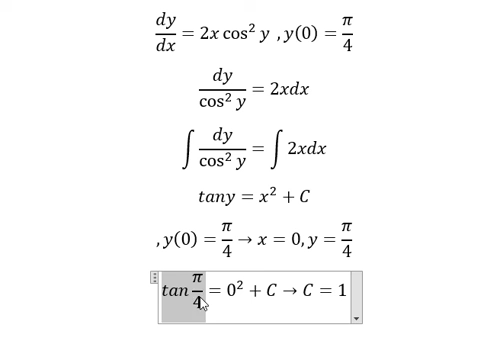 dy/dx = 2x cos² y , y(0) = π/4
dy/cos² y = 2xdx
∫ dy/cos² y = ∫ 2xdx
tany = x² + C
, y(0) = π/4 → x = 0, y = π/4
tan π/4 = 0² + C → C = 1